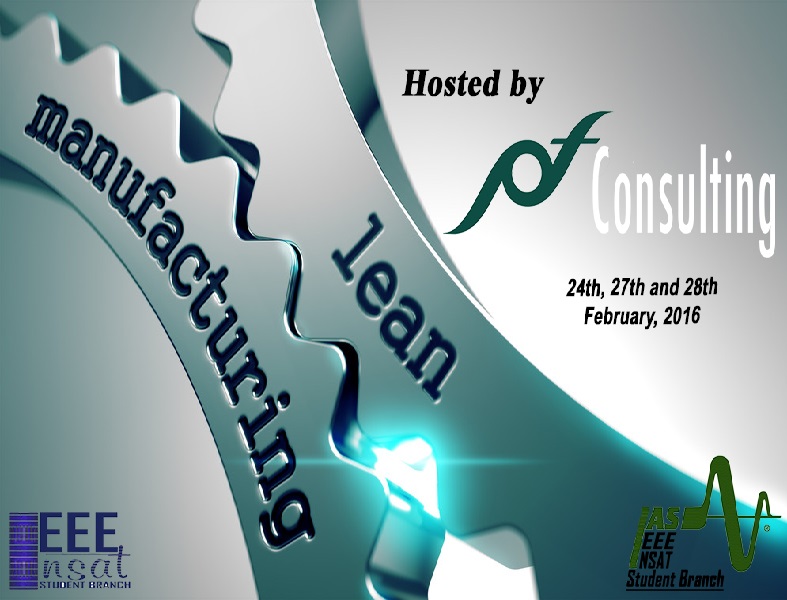 manufacturing
lean
Hosted by
pf Consulting
24th, 27th and 28th
February, 2016
IEEE
Insat
STUDENT BRANCH
IAS
IEEE
INSAT
Student Branch